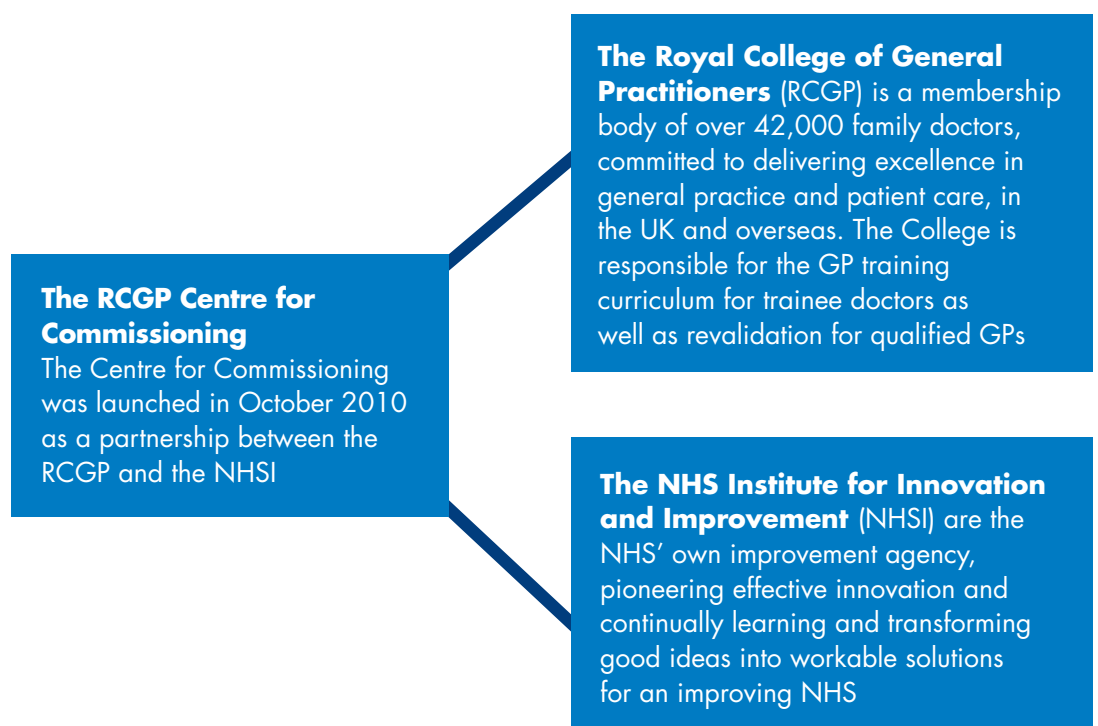 The Royal College of General
Practitioners (RCGP) is a membership
body of over 42,000 family doctors,
committed to delivering excellence in
general practice and patient care, in
the UK and overseas. The College is
responsible for the GP training
curriculum for trainee doctors as
well as revalidation for qualified GPs
The RCGP Centre for
Commissioning
The Centre for Commissioning
was launched in October 2010
as a partnership between the
RCGP and the NHSI
The NHS Institute for Innovation
and Improvement (NHSI) are the
NHS’ own improvement agency,
pioneering effective innovation and
continually learning and transforming
good ideas into workable solutions
for an improving NHS